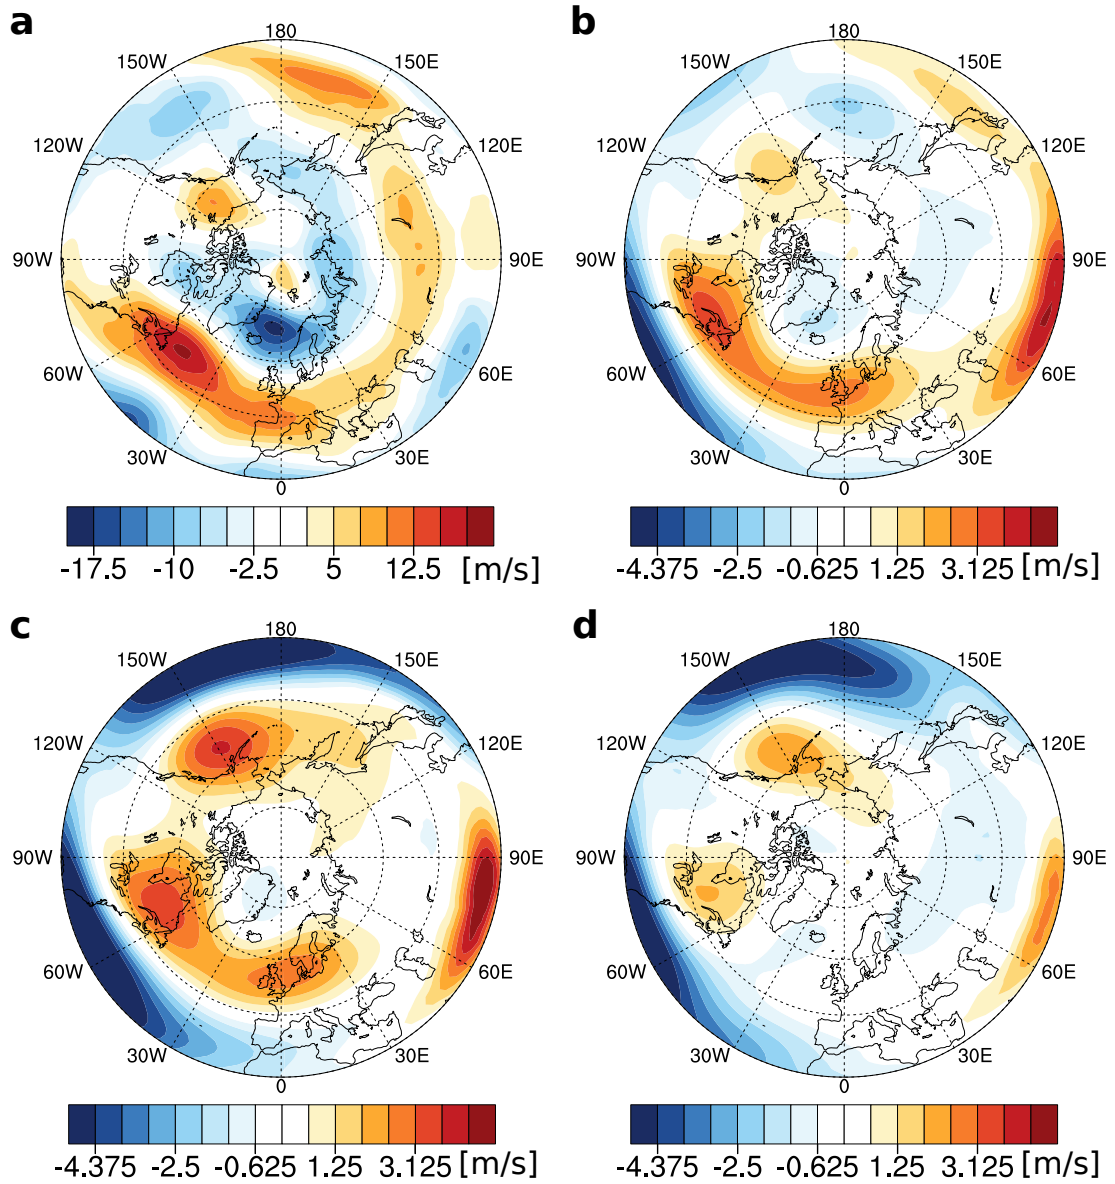 a b
180 180
150W 150E 150W 150E
120W 120E 120W 120E
90W 90E 90W 90E
60W 60E 60W 60E
30W 30E 30W 30E
0 0
-17.5 -10 -2.5 5 12.5 [m/s] -4.375 -2.5 -0.625 1.25 3.125 [m/s]
c d
180 180
150W 150E 150W 150E
120W 120E 120W 120E
90W 90E 90W 90E
60W 60E 60W 60E
30W 30E 30W 30E
0 0
-4.375 -2.5 -0.625 1.25 3.125 [m/s] -4.375 -2.5 -0.625 1.25 3.125 [m/s]